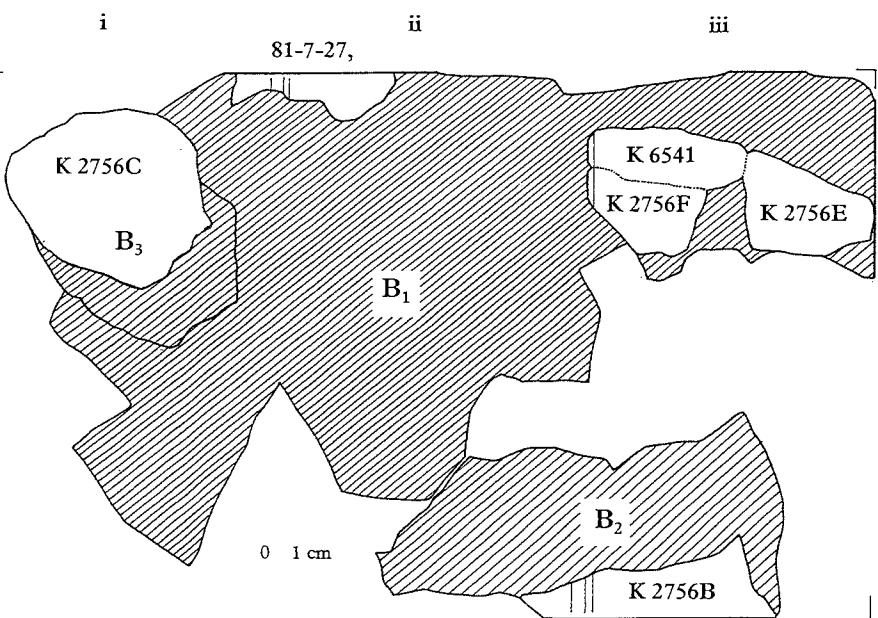 i ii iii
81-7-27,
K 2756C
K 6541
K 2756F
K 2756E
B₃
B₁
B₂
0 1 cm
K 2756B